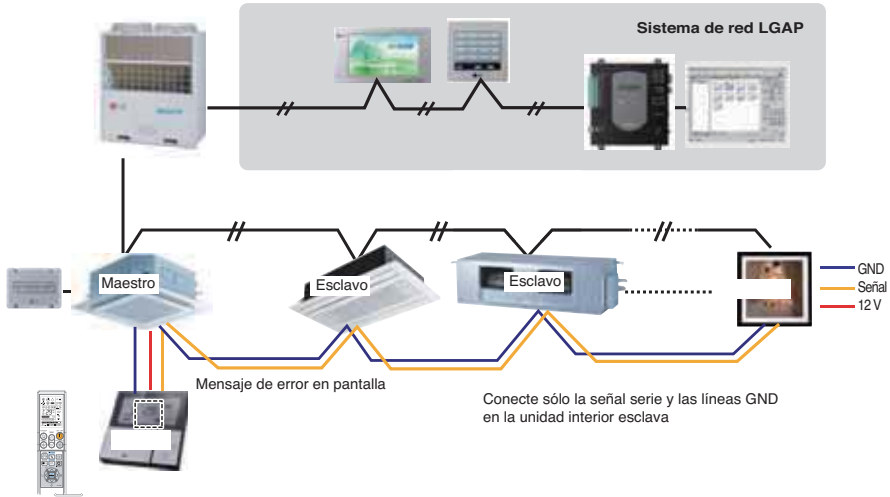 Sistema de red LGAP
Maestro
Esclavo
Esclavo
GND
Señal
12 V
Mensaje de error en pantalla
Conecte sólo la señal serie y las líneas GND
en la unidad interior esclava